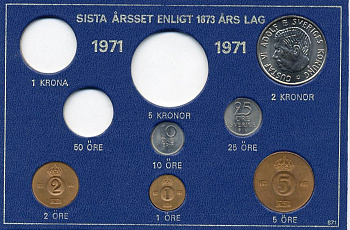 SISTA ÅRSSET ENLIGT 1873 ÅRS LAG
1971 1971
GUSTAF VI ADOLF SVERIGES KONUNG
1 KRONA
5 KRONOR
2 KRONOR
10
25
ÖRE
50 ÖRE
10 ÖRE
25 ÖRE
2
1
5
2 ÖRE
1 ÖRE
5 ÖRE